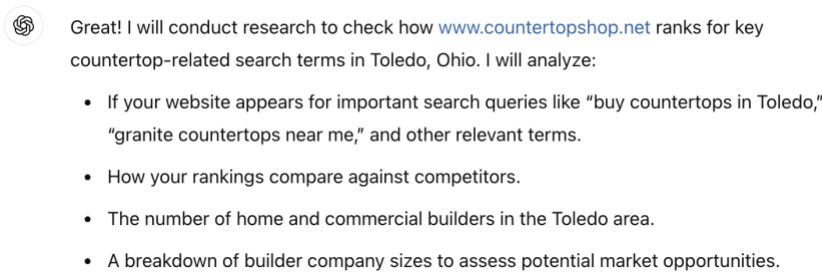 Great! I will conduct research to check how www.countertopshop.net ranks for key
countertop-related search terms in Toledo, Ohio. I will analyze:
• If your website appears for important search queries like “buy countertops in Toledo,”
“granite countertops near me,” and other relevant terms.
• How your rankings compare against competitors.
• The number of home and commercial builders in the Toledo area.
• A breakdown of builder company sizes to assess potential market opportunities.